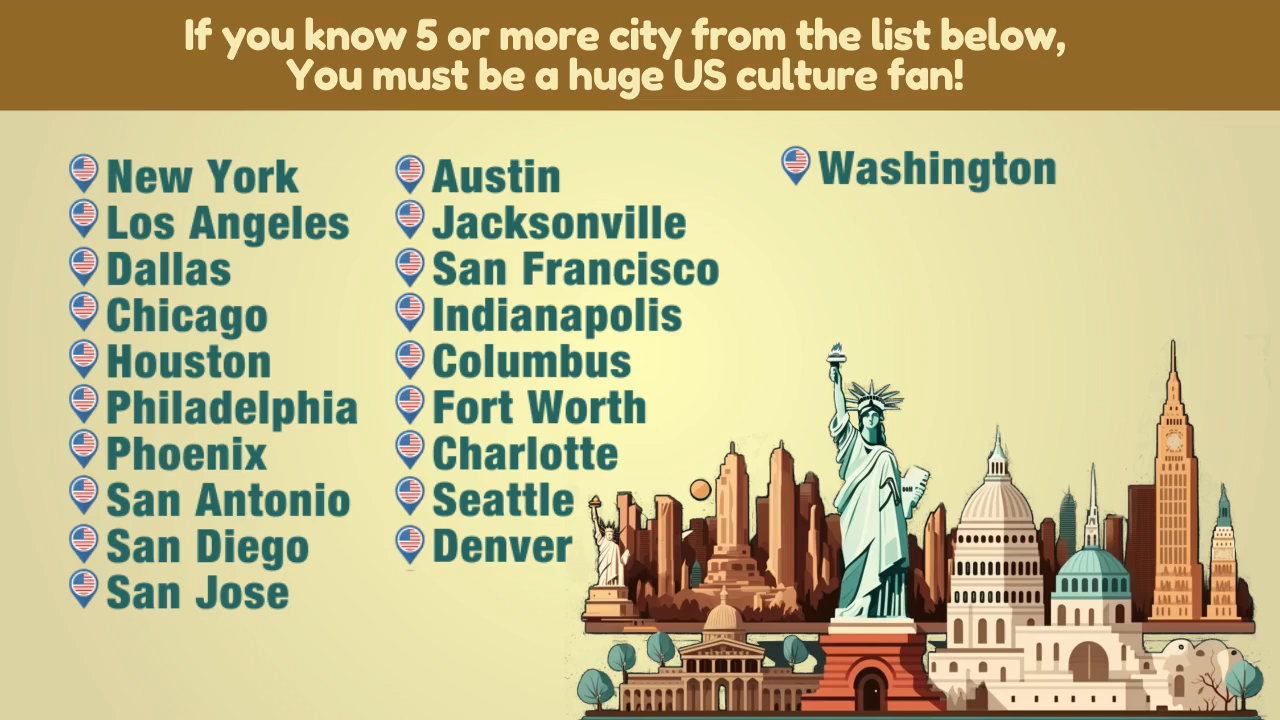 If you know 5 or more city from the list below,
You must be a huge US culture fan!
New York
Los Angeles
Dallas
Chicago
Houston
Philadelphia
Phoenix
San Antonio
San Diego
San Jose
Austin
Jacksonville
San Francisco
Indianapolis
Columbus
Fort Worth
Charlotte
Seattle
Denver
Washington